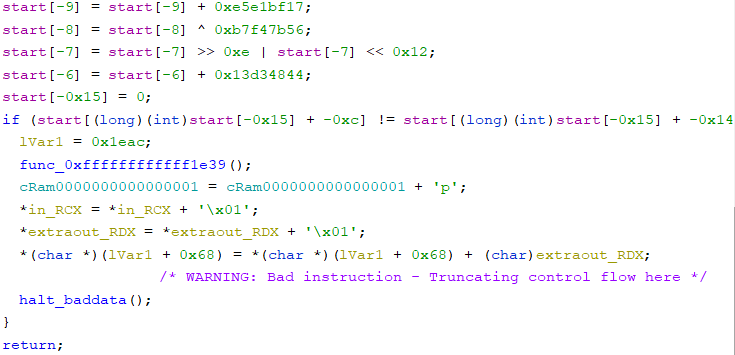 start[-9] = start[-9] + 0xe5e1bf17;
start[-8] = start[-8] ^ 0xb7f47b56;
start[-7] = start[-7] >> 0xe | start[-7] << 0x12;
start[-6] = start[-6] + 0x13d34844;
start[-0x15] = 0;
if (start[(long)(int)start[-0x15] + -0xc] != start[(long)(int)start[-0x15] + -0x14
lVar1 = 0x1eac;
func_0xffffffffffff1e39();
cRam0000000000000001 = cRam0000000000000001 + 'p';
*in_RCX = *in_RCX + '\x01';
*extraout_RDX = *extraout_RDX + '\x01';
*(char *)(lVar1 + 0x68) = *(char *)(lVar1 + 0x68) + (char)extraout_RDX;
/* WARNING: Bad instruction - Truncating control flow here */
halt_baddata();
}
return;